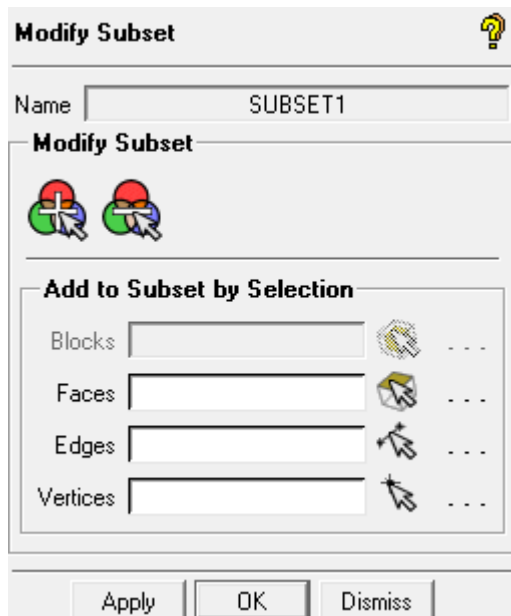 Modify Subset
Name SUBSET1
Modify Subset
Add to Subset by Selection
Blocks ...
Faces ...
Edges ...
Vertices ...
Apply OK Dismiss